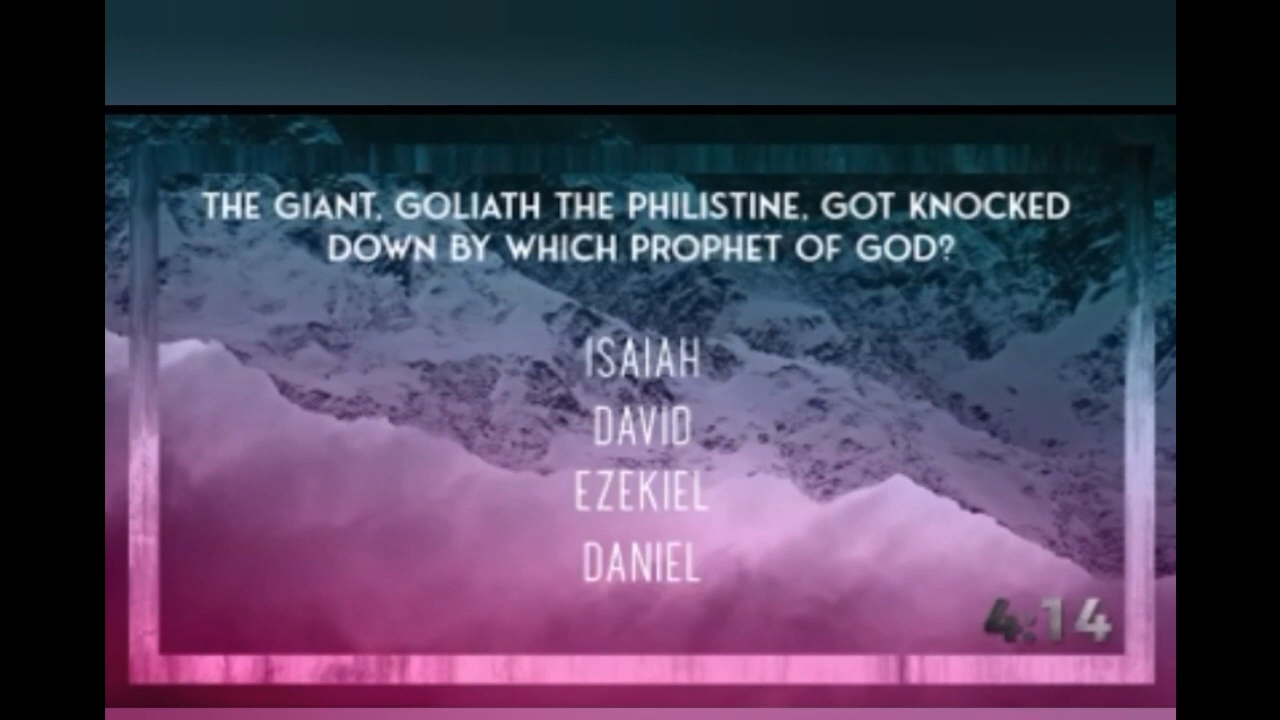 THE GIANT, GOLIATH THE PHILISTINE, GOT KNOCKED
DOWN BY WHICH PROPHET OF GOD?
ISAIAH
DAVID
EZEKIEL
DANIEL
4:14